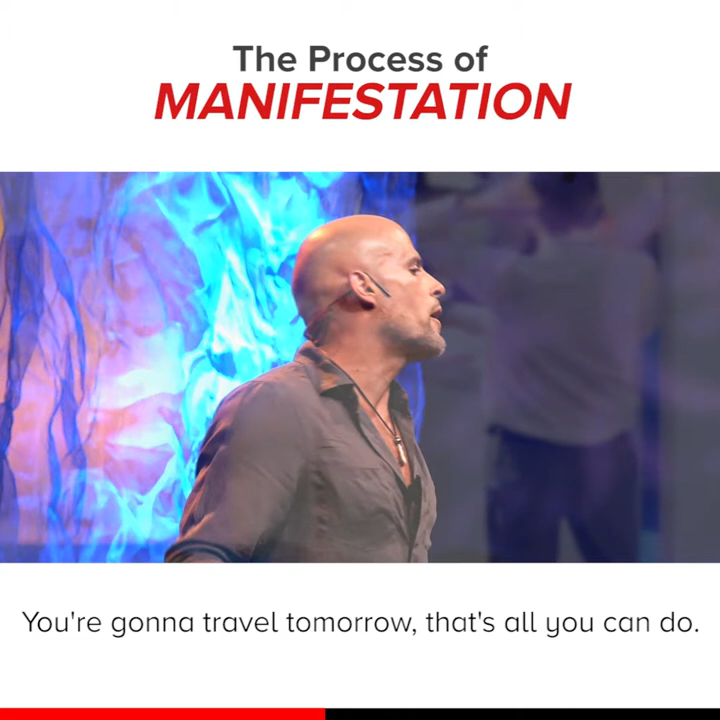 The Process of
MANIFESTATION
You're gonna travel tomorrow, that's all you can do.